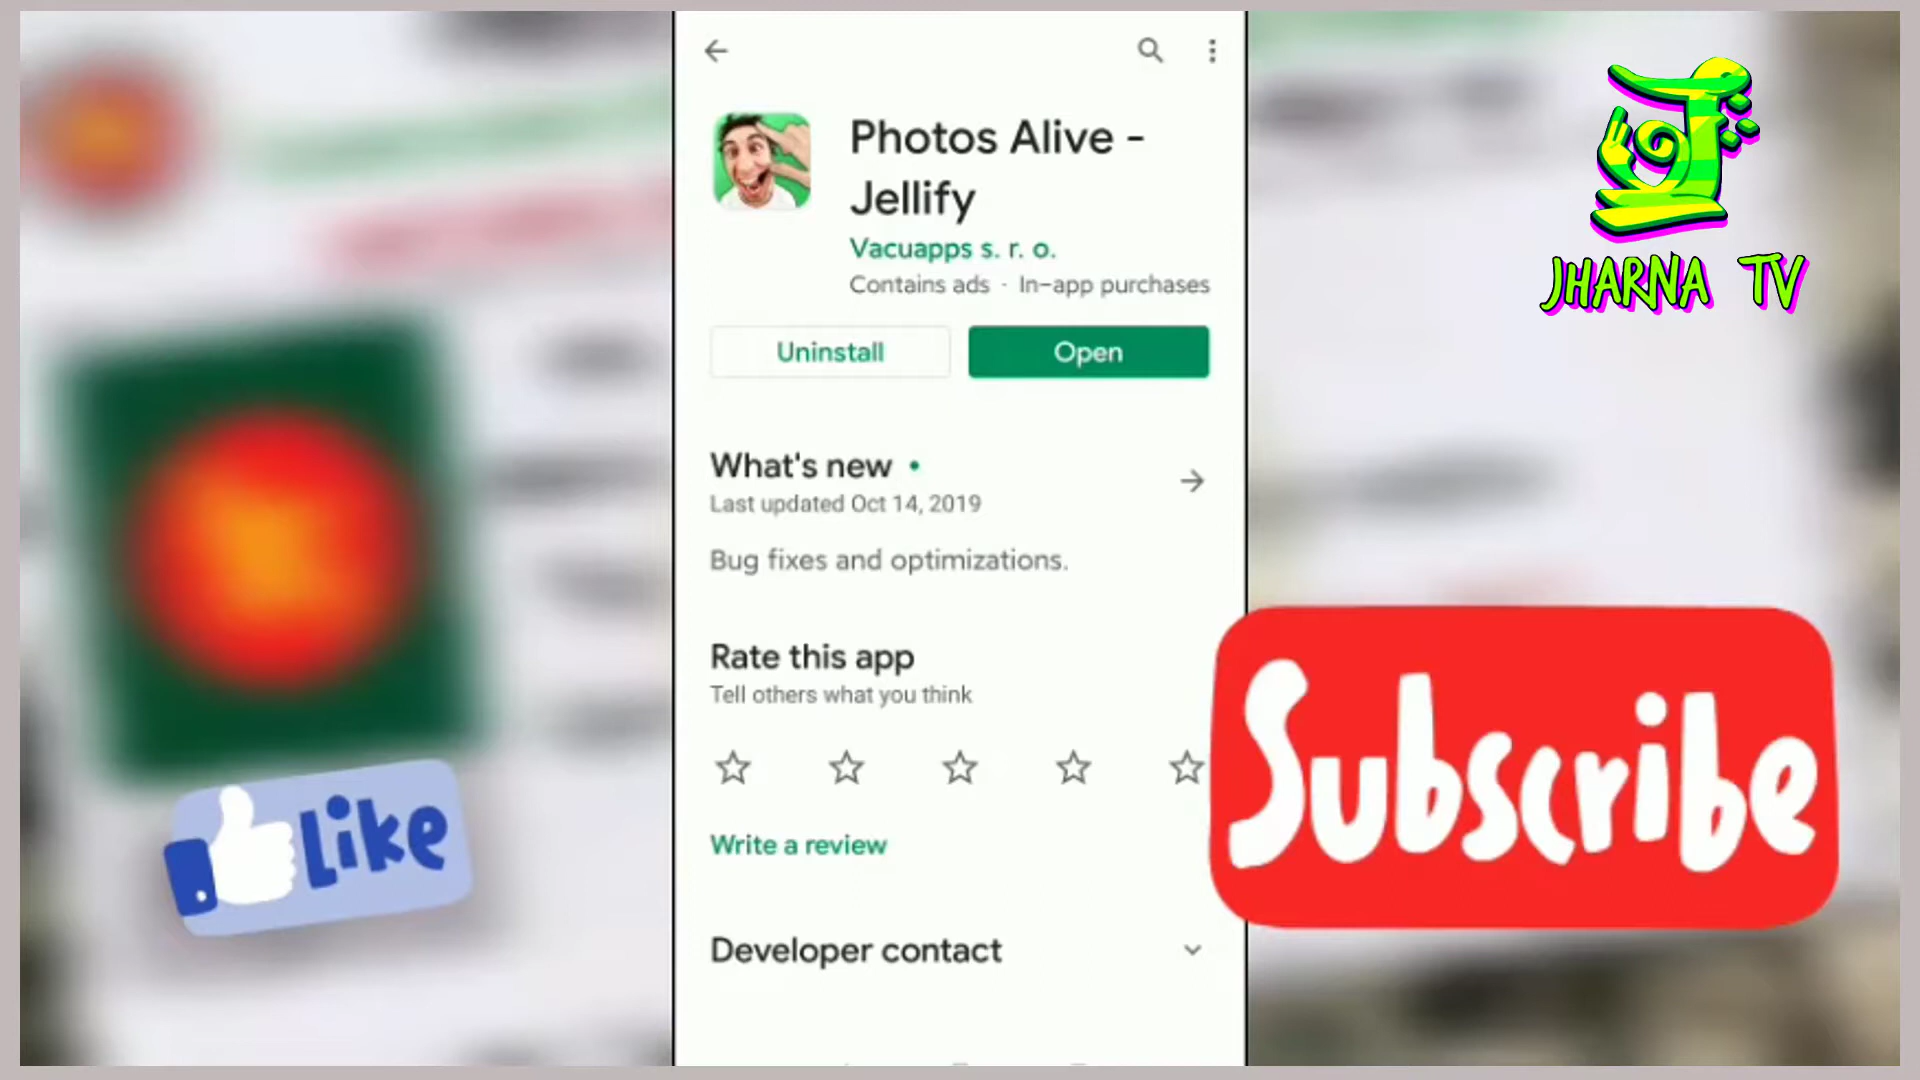 Photos Alive -
Jellify
Vacuapps s. r. o.
Contains ads · In-app purchases
Uninstall
Open
What's new •
Last updated Oct 14, 2019
Bug fixes and optimizations.
Rate this app
Tell others what you think
Write a review
Developer contact
JHARNA TV
like
Subscribe